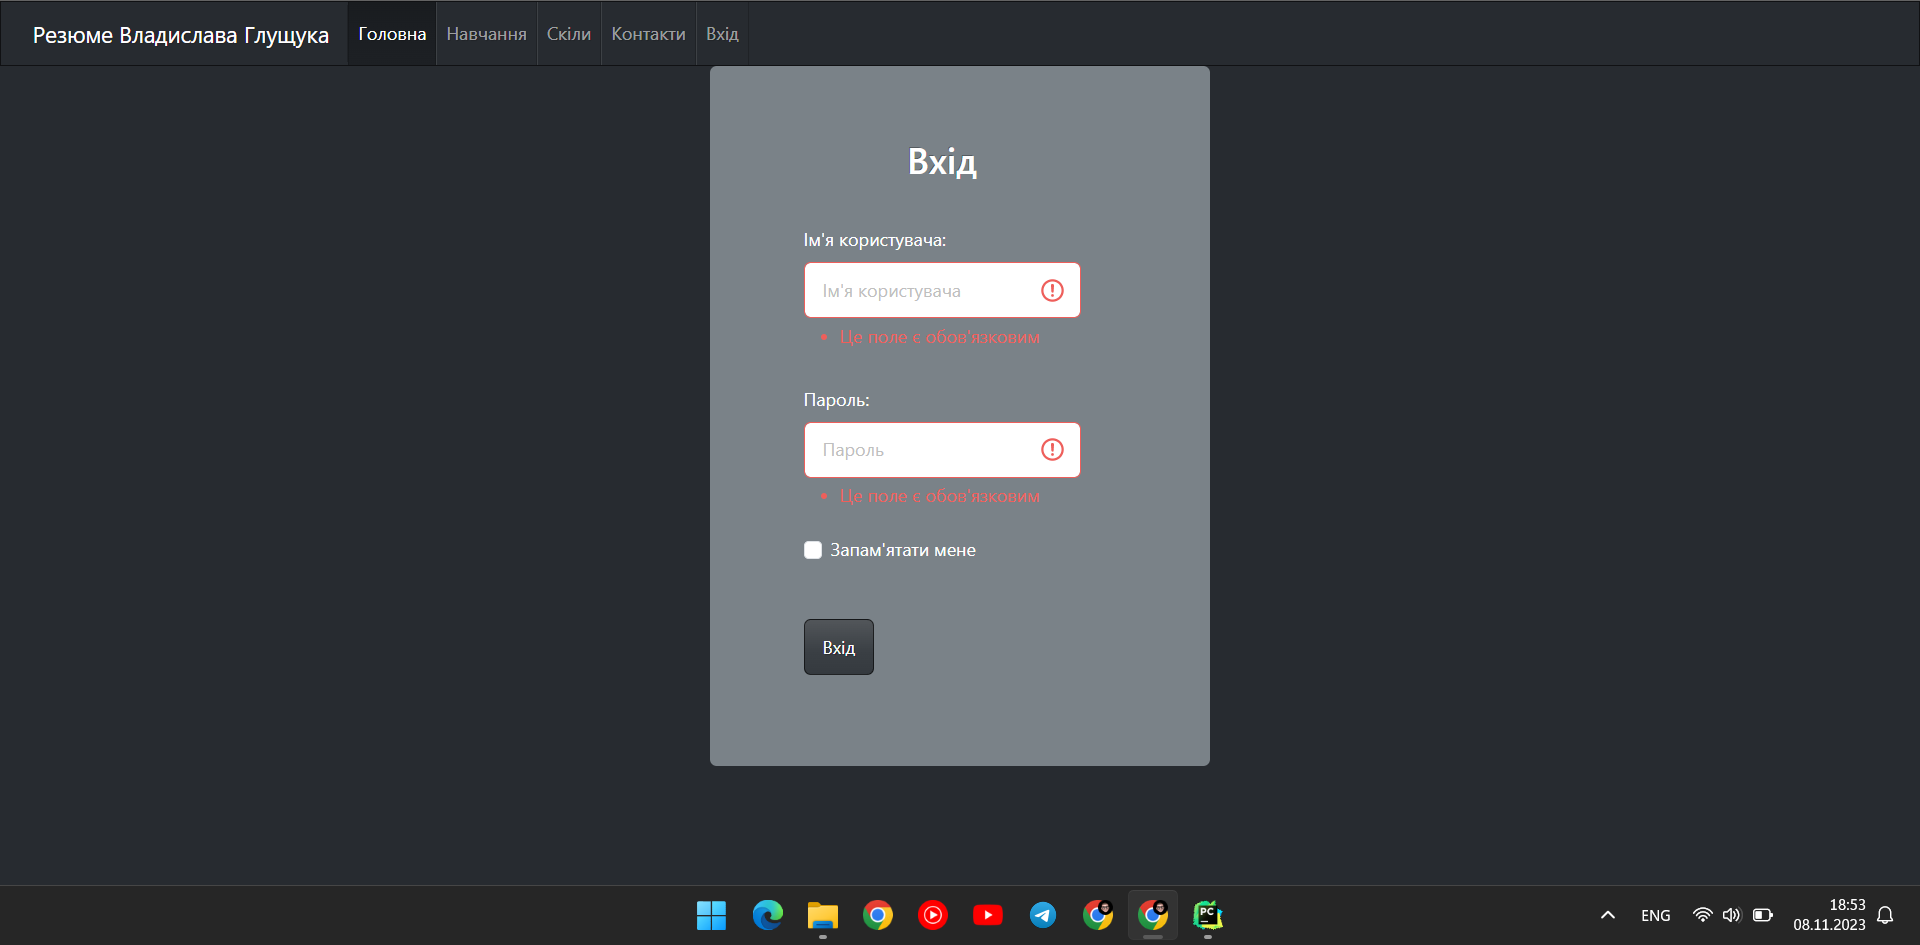 Резюме Владислава Глущука Головна Навчання Скіли Контакти Вхід
Вхід
Ім'я користувача:
Ім'я користувача
Це поле є обов'язковим
Пароль:
Пароль
Це поле є обов'язковим
Запам'ятати мене
Вхід
PC
ENG
18:53
08.11.2023